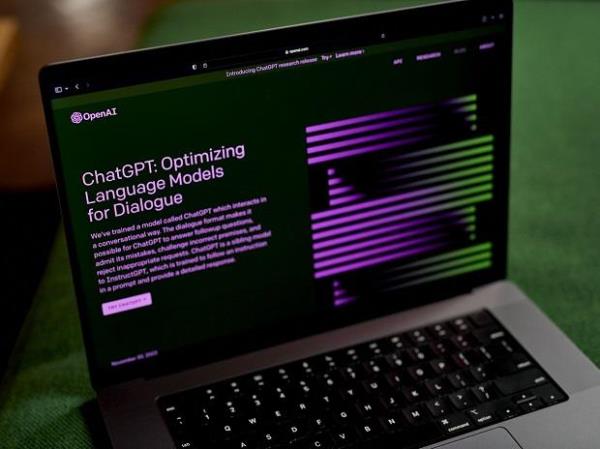 openai.com
Introducing ChatGPT research release Try Learn more
API RESEARCH BLOG ABOUT
OpenAI
ChatGPT: Optimizing
Language Models
for Dialogue
We've trained a model called ChatGPT which interacts in
a conversational way. The dialogue format makes it
possible for ChatGPT to answer followup questions,
admit its mistakes, challenge incorrect premises, and
reject inappropriate requests. ChatGPT is a sibling model
to InstructGPT, which is trained to follow an instruction
in a prompt and provide a detailed response.
TRY CHATGPT
November 30, 2022
Q W E R T Y U I O P
A S D F G H J K L
C V B N M
command option